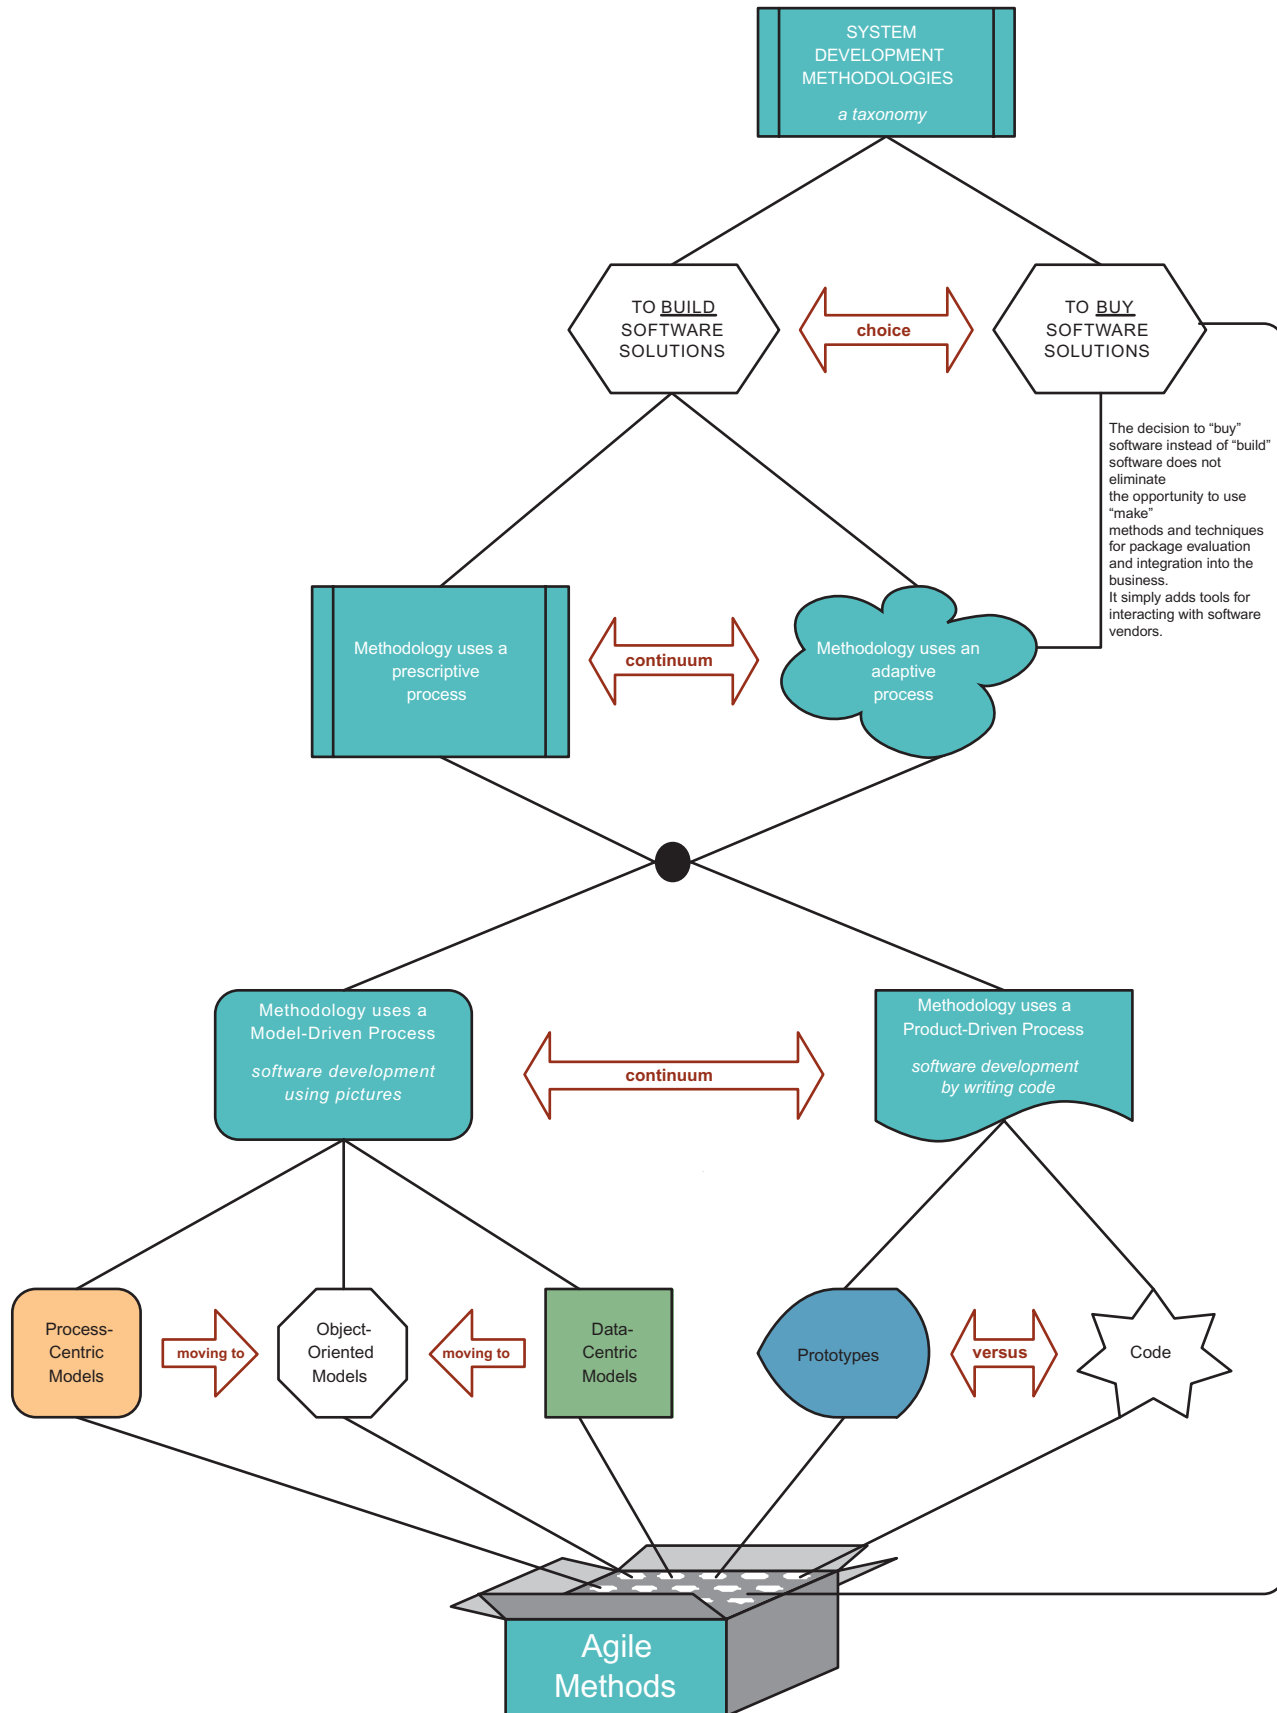 SYSTEM
DEVELOPMENT
METHODOLOGIES
a taxonomy
TO BUILD
SOFTWARE
SOLUTIONS
choice
TO BUY
SOFTWARE
SOLUTIONS
The decision to “buy”
software instead of “build”
software does not
eliminate
the opportunity to use
“make”
methods and techniques
for package evaluation
and integration into the
business.
It simply adds tools for
interacting with software
vendors.
Methodology uses a
prescriptive
process
continuum
Methodology uses an
adaptive
process
Methodology uses a
Model-Driven Process
software development
using pictures
continuum
Methodology uses a
Product-Driven Process
software development
by writing code
Process-
Centric
Models
moving to
Object-
Oriented
Models
moving to
Data-
Centric
Models
Prototypes
versus
Code
Agile
Methods